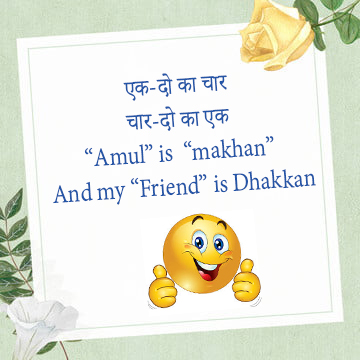 एक-दो का चार
चार-दो का एक
“Amul” is “makhan”
And my “Friend” is Dhakkan